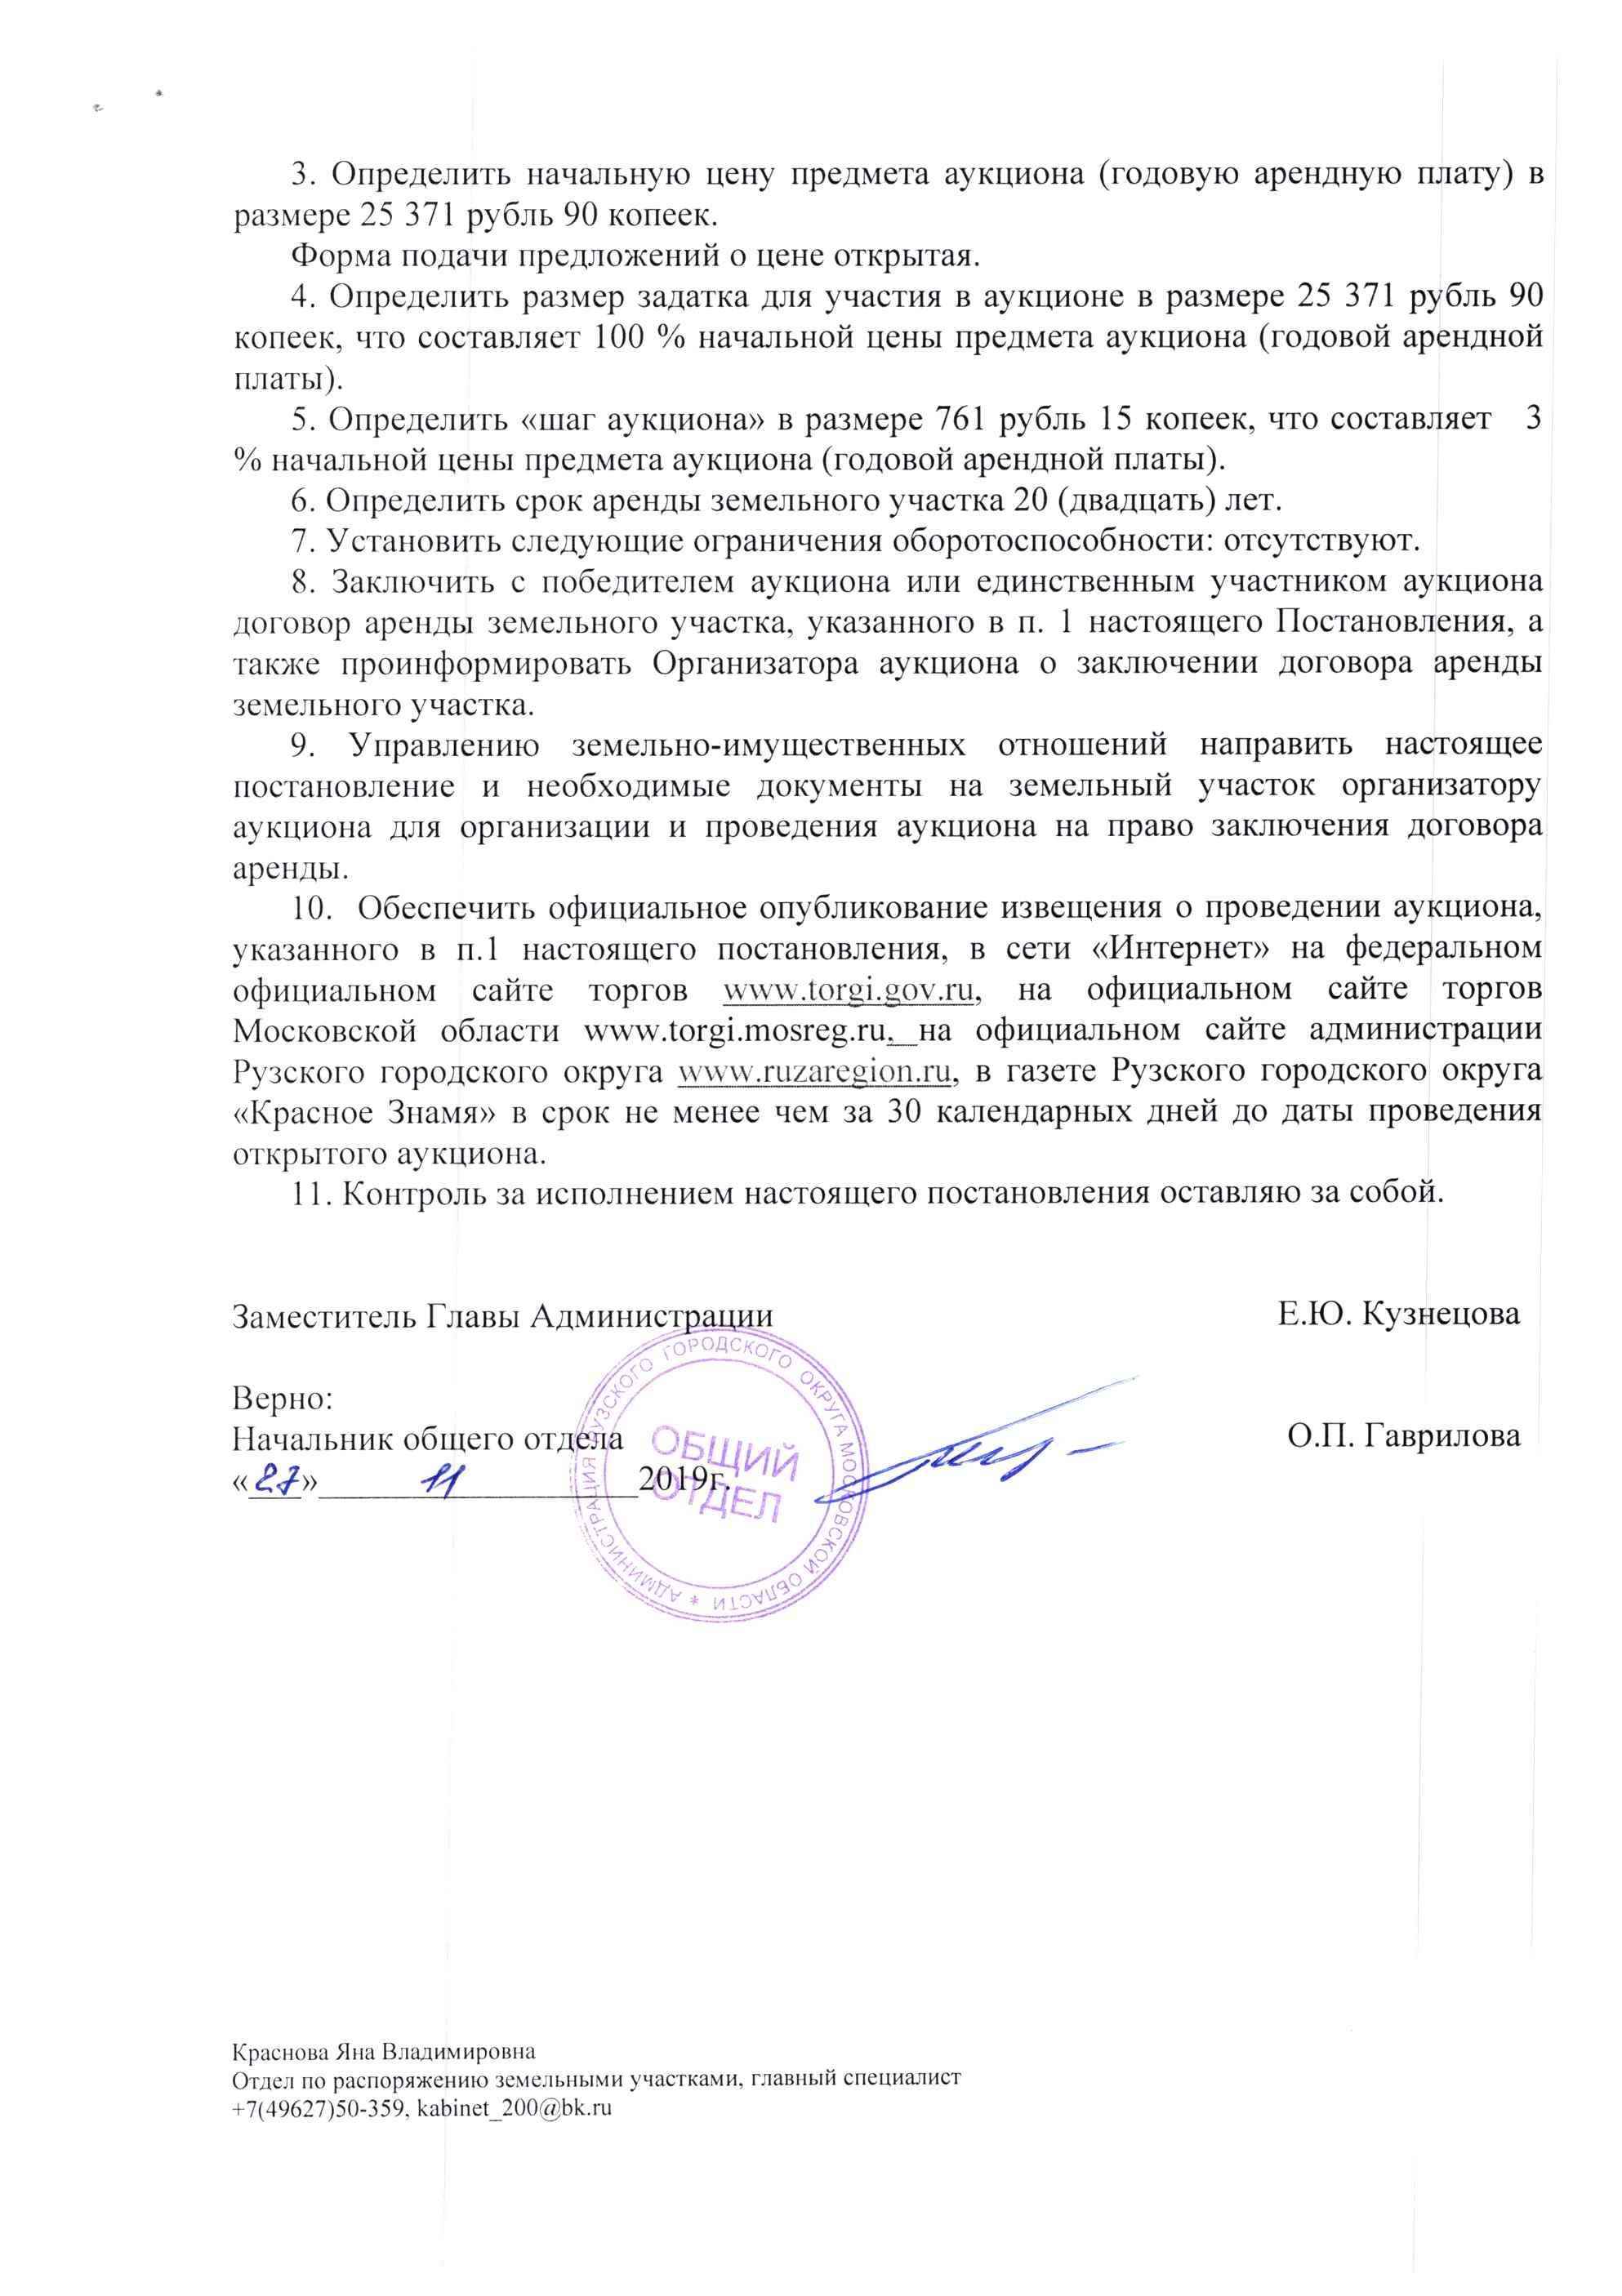 3. Определить начальную цену предмета аукциона (годовую арендную плату) в
размере 25 371 рубль 90 копеек.
Форма подачи предложений о цене открытая.
4. Определить размер задатка для участия в аукционе в размере 25 371 рубль 90
копеек, что составляет 100 % начальной цены предмета аукциона (годовой арендной
платы).
5. Определить «шаг аукциона» в размере 761 рубль 15 копеек, что составляет 3
% начальной цены предмета аукциона (годовой арендной платы).
6. Определить срок аренды земельного участка 20 (двадцать) лет.
7. Установить следующие ограничения оборотоспособности: отсутствуют.
8. Заключить с победителем аукциона или единственным участником аукциона
договор аренды земельного участка, указанного в п. 1 настоящего Постановления, а
также проинформировать Организатора аукциона о заключении договора аренды
земельного участка.
9. Управлению земельно-имущественных отношений направить настоящее
постановление и необходимые документы на земельный участок организатору
аукциона для организации и проведения аукциона на право заключения договора
аренды.
10. Обеспечить официальное опубликование извещения о проведении аукциона,
указанного в п.1 настоящего постановления, в сети «Интернет» на федеральном
официальном сайте торгов www.torgi.gov.ru, на официальном сайте торгов
Московской области www.torgi.mosreg.ru, на официальном сайте администрации
Рузского городского округа www.ruzaregion.ru, в газете Рузского городского округа
«Красное Знамя» в срок не менее чем за 30 календарных дней до даты проведения
открытого аукциона.
11. Контроль за исполнением настоящего постановления оставляю за собой.
Заместитель Главы Администрации Е.Ю. Кузнецова
Верно:
Начальник общего отдела О.П. Гаврилова
«27» 11 2019г.
АДМИНИСТРАЦИЯ РУЗСКОГО ГОРОДСКОГО ОКРУГА МОСКОВСКОЙ ОБЛАСТИ *
ОБЩИЙ
ОТДЕЛ
Краснова Яна Владимировна
Отдел по распоряжению земельными участками, главный специалист
+7(49627)50-359, kabinet_200@bk.ru